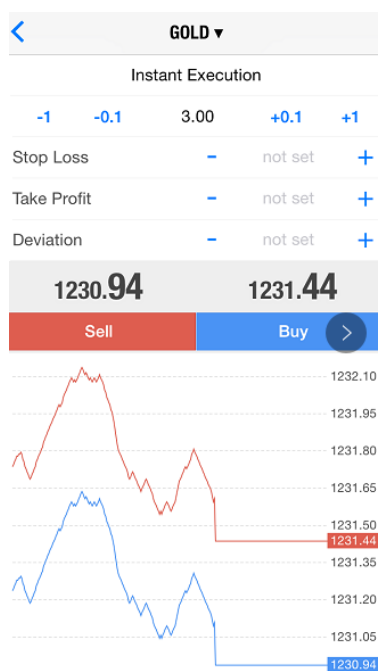 GOLD ▾
Instant Execution
-1 -0.1 3.00 +0.1 +1
Stop Loss - not set +
Take Profit - not set +
Deviation - not set +
1230.94 1231.44
Sell Buy >
1232.10
1231.95
1231.80
1231.65
1231.50
1231.44
1231.35
1231.20
1231.05
1230.94